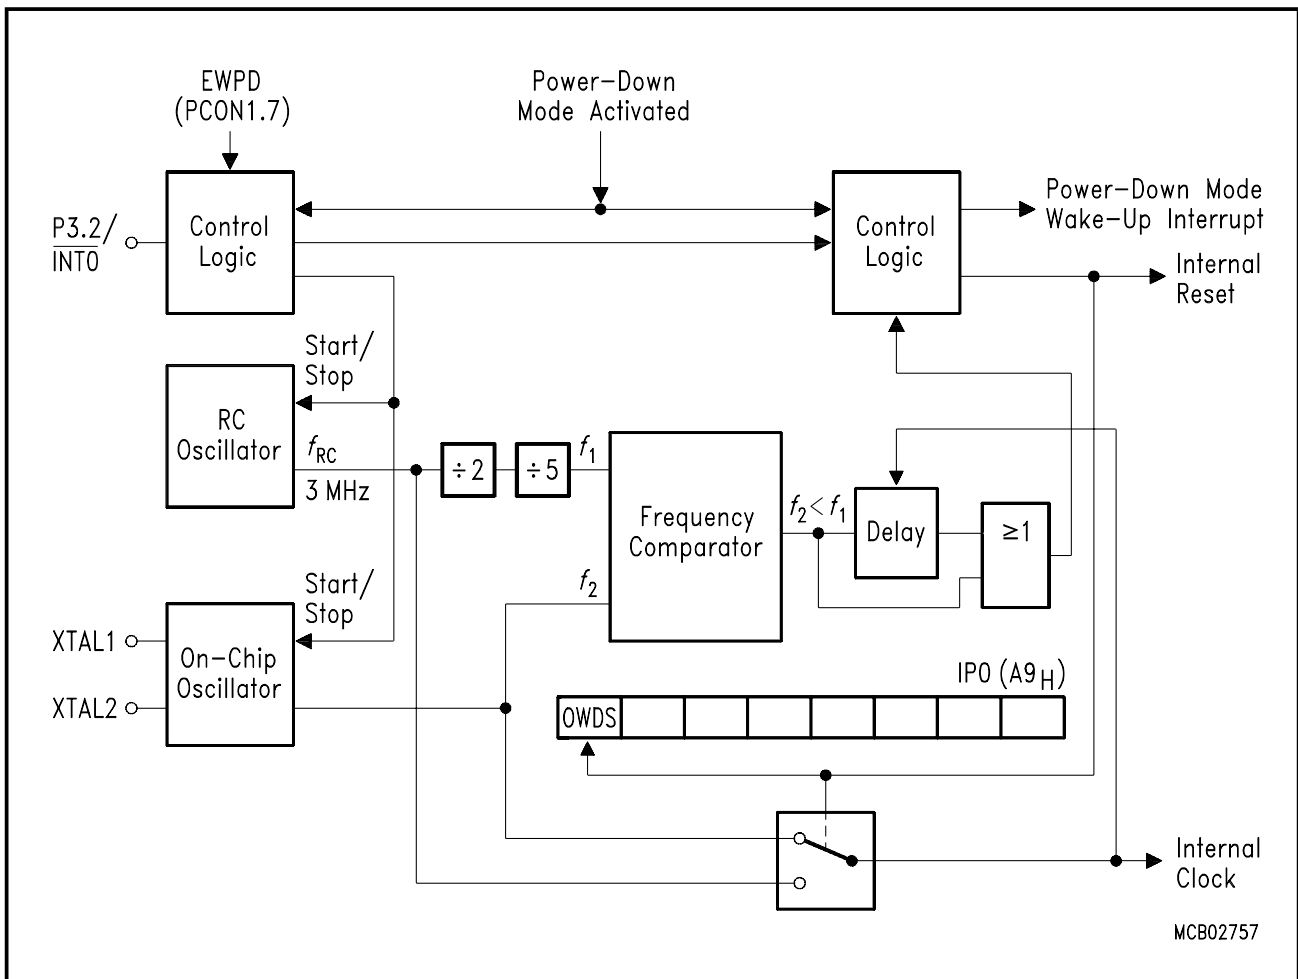 EWPD
(PCON1.7)
Power-Down
Mode Activated
P3.2/
INT0
Control
Logic
Control
Logic
Power-Down Mode
Wake-Up Interrupt
Internal
Reset
Start/
Stop
RC
Oscillator
fRC
3 MHz
÷2
÷5
f1
Frequency
Comparator
f2<f1
Delay
≥1
f2
Start/
Stop
XTAL1
XTAL2
On-Chip
Oscillator
IP0 (A9H)
OWDS
Internal
Clock
MCB02757